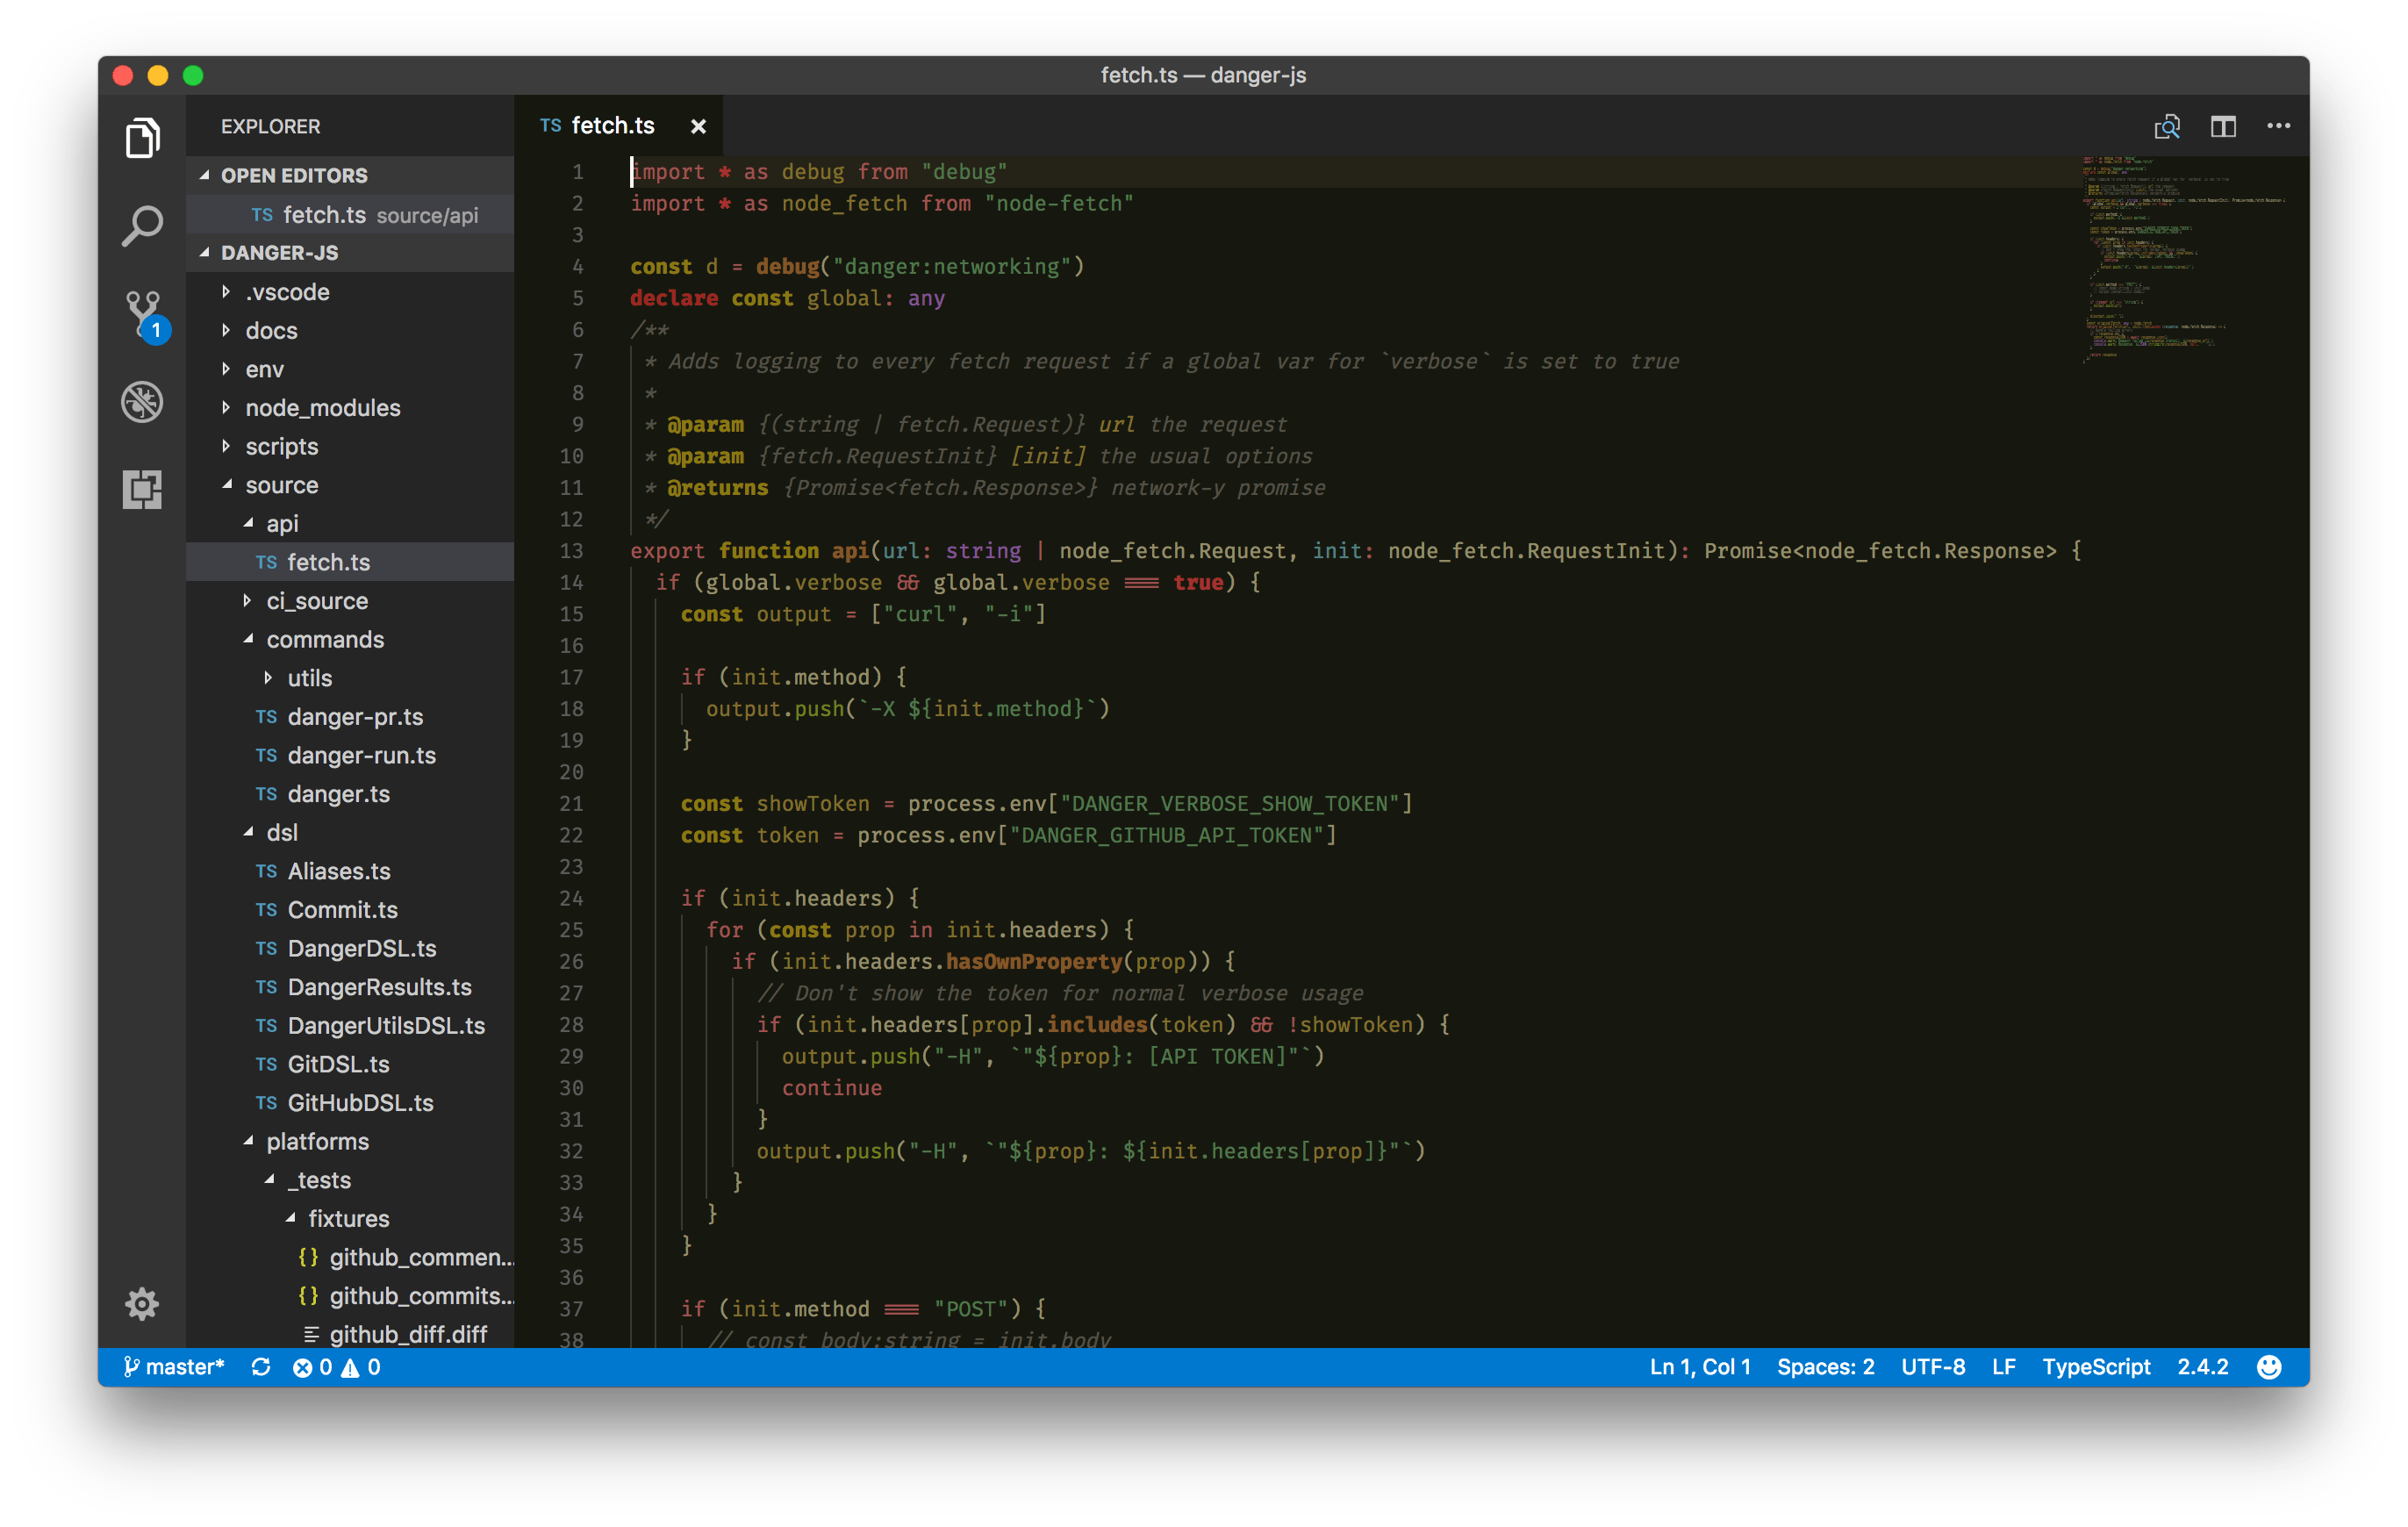 fetch.ts — danger-js
EXPLORER
OPEN EDITORS
TS fetch.ts source/api
DANGER-JS
.vscode
docs
env
node_modules
scripts
source
api
TS fetch.ts
ci_source
commands
utils
TS danger-pr.ts
TS danger-run.ts
TS danger.ts
dsl
TS Aliases.ts
TS Commit.ts
TS DangerDSL.ts
TS DangerResults.ts
TS DangerUtilsDSL.ts
TS GitDSL.ts
TS GitHubDSL.ts
platforms
_tests
fixtures
{} github_commen...
{} github_commits...
github_diff.diff
1
TS fetch.ts ×
1 import * as debug from "debug"
2 import * as node_fetch from "node-fetch"
3
4 const d = debug("danger:networking")
5 declare const global: any
6 /**
7 * Adds logging to every fetch request if a global var for `verbose` is set to true
8 *
9 * @param {(string | fetch.Request)} url the request
10 * @param {fetch.RequestInit} [init] the usual options
11 * @returns {Promise<fetch.Response>} network-y promise
12 */
13 export function api(url: string | node_fetch.Request, init: node_fetch.RequestInit): Promise<node_fetch.Response> {
14 if (global.verbose && global.verbose === true) {
15 const output = ["curl", "-i"]
16
17 if (init.method) {
18 output.push(`-X ${init.method}`)
19 }
20
21 const showToken = process.env["DANGER_VERBOSE_SHOW_TOKEN"]
22 const token = process.env["DANGER_GITHUB_API_TOKEN"]
23
24 if (init.headers) {
25 for (const prop in init.headers) {
26 if (init.headers.hasOwnProperty(prop)) {
27 // Don't show the token for normal verbose usage
28 if (init.headers[prop].includes(token) && !showToken) {
29 output.push("-H", `"${prop}: [API TOKEN]"`)
30 continue
31 }
32 output.push("-H", `"${prop}: ${init.headers[prop]}"`)
33 }
34 }
35 }
36
37 if (init.method === "POST") {
38 // const body:string = init.body
master* 0 0
Ln 1, Col 1 Spaces: 2 UTF-8 LF TypeScript 2.4.2